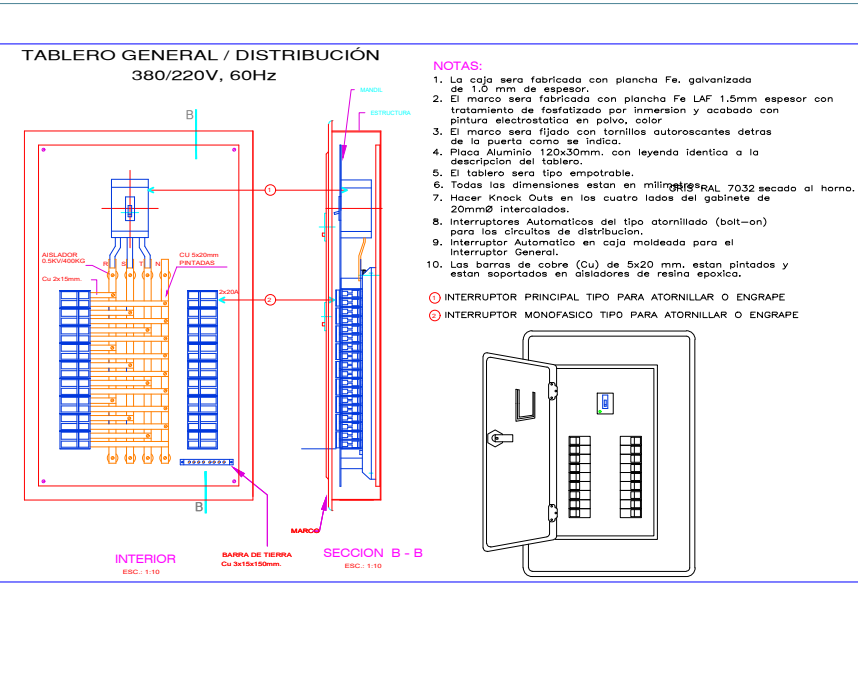 TABLERO GENERAL / DISTRIBUCIÓN
380/220V, 60Hz
MANDIL
ESTRUCTURA
B
1
AISLADOR
0.5KV/400KG
R S T N
CU 5x20mm
PINTADAS
Cu 2x15mm.
2x20A
2
B
MARCO
INTERIOR
ESC.: 1:10
BARRA DE TIERRA
Cu 3x15x150mm.
SECCION B - B
ESC.: 1:10
NOTAS:
1. La caja sera fabricada con plancha Fe. galvanizada
de 1.0 mm de espesor.
2. El marco sera fabricada con plancha Fe LAF 1.5mm espesor con
tratamiento de fosfatizado por inmersion y acabado con
pintura electrostatica en polvo, color
3. El marco sera fijado con tornillos autoroscantes detras
de la puerta como se indica.
4. Placa Aluminio 120x30mm. con leyenda identica a la
descripcion del tablero.
5. El tablero sera tipo empotrable.
6. Todas las dimensiones estan en milimetros.
GRIS RAL 7032 secado al horno.
7. Hacer Knock Outs en los cuatro lados del gabinete de
20mmØ intercalados.
8. Interruptores Automaticos del tipo atornillado (bolt-on)
para los circuitos de distribucion.
9. Interruptor Automatico en caja moldeada para el
Interruptor General.
10. Las barras de cobre (Cu) de 5x20 mm. estan pintados y
estan soportados en aisladores de resina epoxica.
1 INTERRUPTOR PRINCIPAL TIPO PARA ATORNILLAR O ENGRAPE
2 INTERRUPTOR MONOFASICO TIPO PARA ATORNILLAR O ENGRAPE